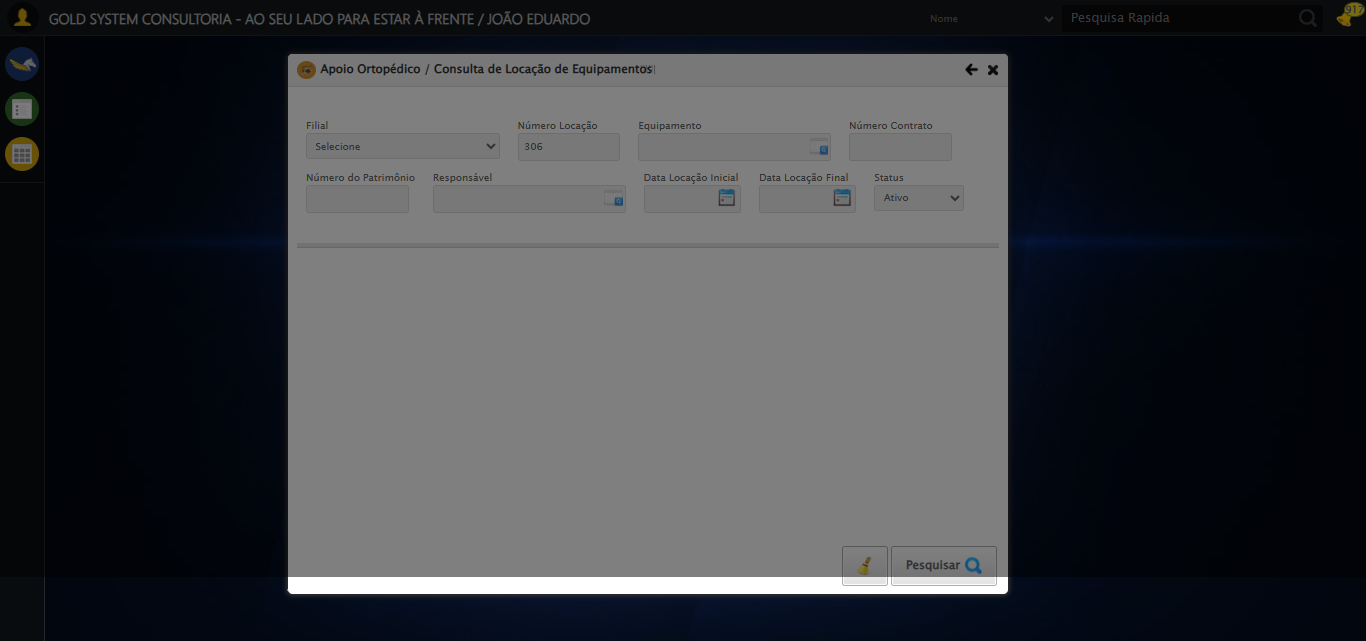 GOLD SYSTEM CONSULTORIA - AO SEU LADO PARA ESTAR À FRENTE / JOÃO EDUARDO
Nome
Pesquisa Rapida
917
Apoio Ortopédico / Consulta de Locação de Equipamentos
Filial
Número Locação
Equipamento
Número Contrato
Selecione
306
Número do Patrimônio
Responsável
Data Locação Inicial
Data Locação Final
Status
Ativo
Pesquisar